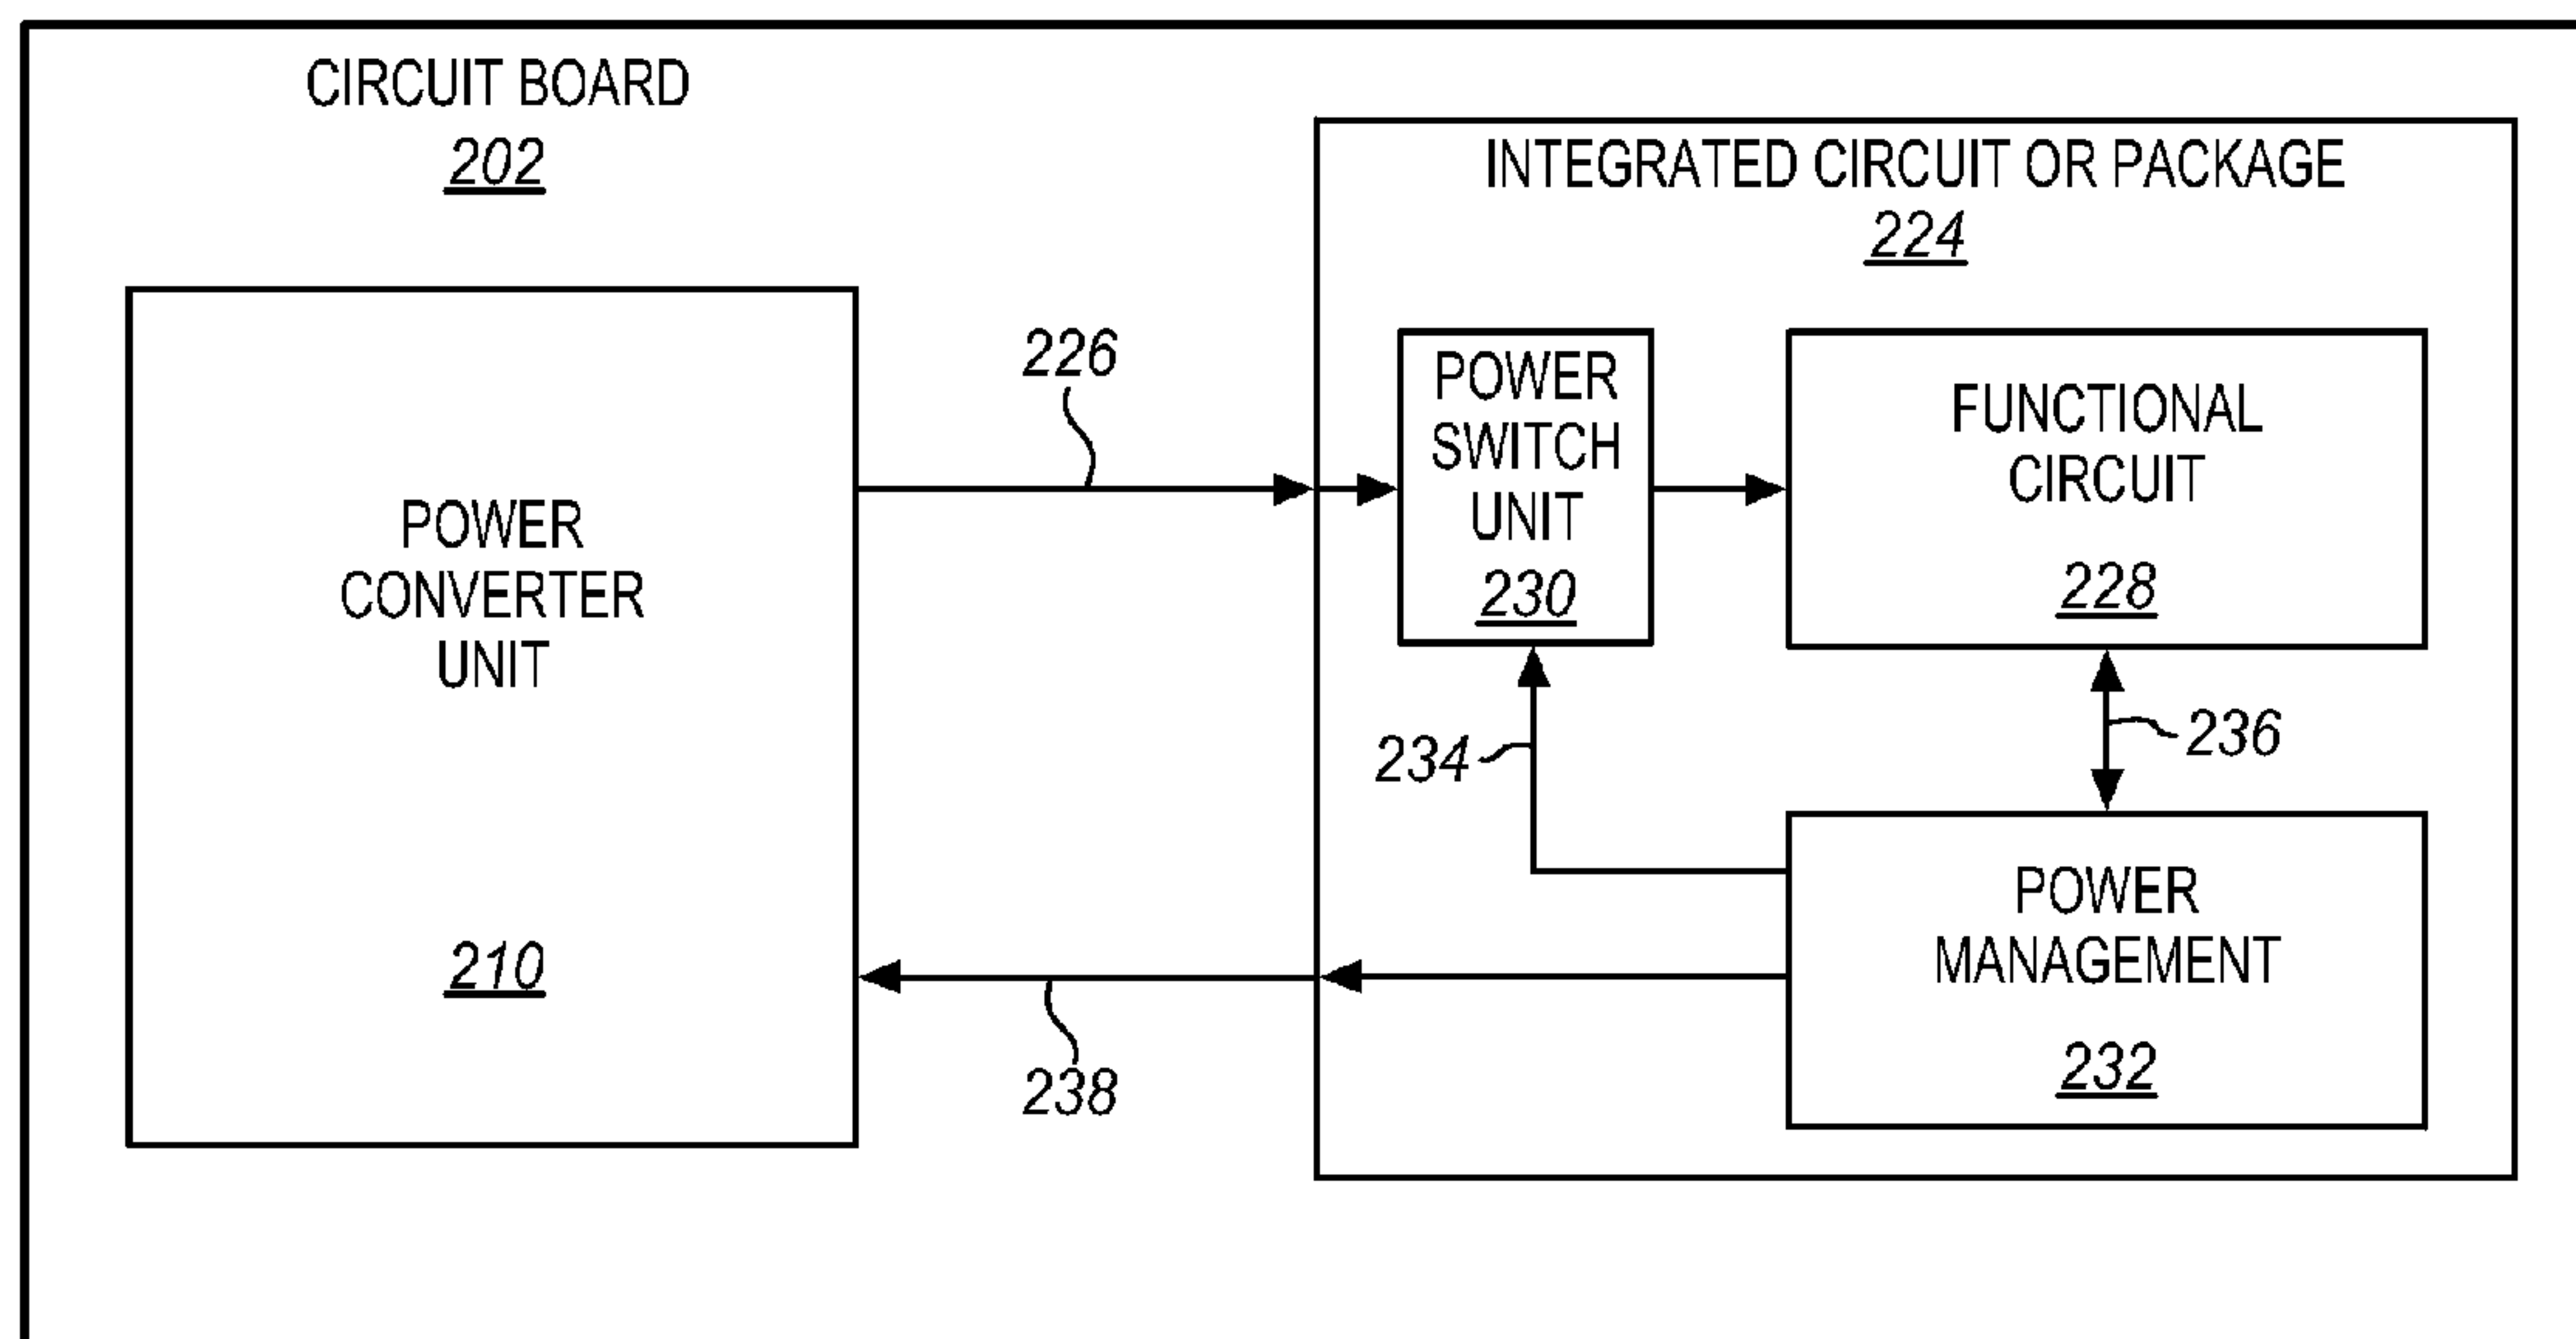 CIRCUIT BOARD
202
INTEGRATED CIRCUIT OR PACKAGE
224
POWER
CONVERTER
UNIT
210
226
POWER
SWITCH
UNIT
230
FUNCTIONAL
CIRCUIT
228
234
236
POWER
MANAGEMENT
232
238